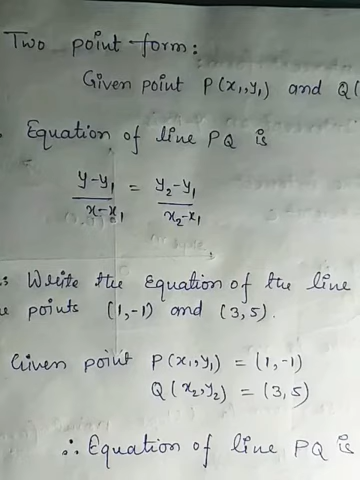 Two point form:
Given point P(x₁,y₁) and Q(
Equation of line PQ is
y-y₁/x-x₁ = y₂-y₁/x₂-x₁
Write the Equation of the line
points (1,-1) and (3,5).
Given point P(x₁,y₁) = (1,-1)
Q(x₂,y₂) = (3,5)
∴ Equation of line PQ is